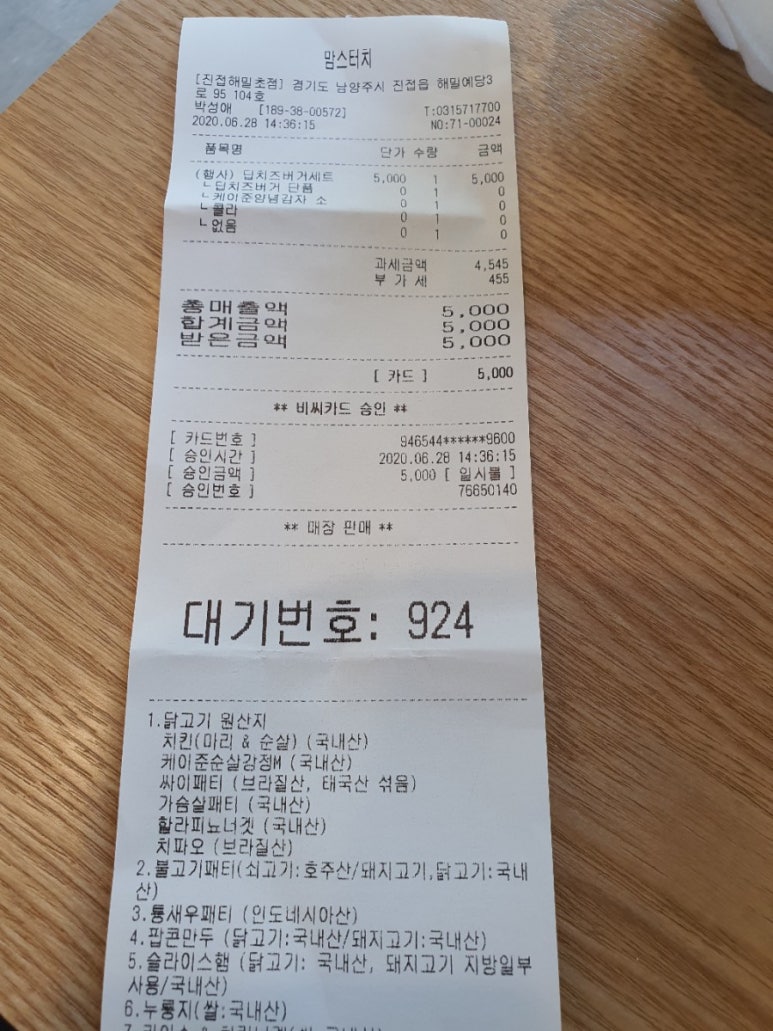 맘스터치
[진접해밀초점] 경기도 남양주시 진접읍 해밀예당3
로 95 104호
박성애 [189-38-00572] T:0315717700
2020.06.28 14:36:15 NO:71-00024
품목명 단가 수량 금액
(행사) 딥치즈버거세트 5,000 1 5,000
ㄴ딥치즈버거 단품 0 1 0
ㄴ케이준양념감자 소 0 1 0
ㄴ콜라 0 1 0
ㄴ없음 0 1 0
과세금액 4,545
부 가 세 455
총매출액 5,000
합계금액 5,000
받은금액 5,000
[ 카드 ] 5,000
** 비씨카드 승인 **
[ 카드번호 ] 946544******9600
[ 승인시간 ] 2020.06.28 14:36:15
[ 승인금액 ] 5,000 [ 일시불 ]
[ 승인번호 ] 76650140
** 매장 판매 **
대기번호: 924
1.닭고기 원산지
치킨(마리 & 순살) (국내산)
케이준순살강정M (국내산)
싸이패티 (브라질산, 태국산 섞음)
가슴살패티 (국내산)
할라피뇨너겟 (국내산)
치파오 (브라질산)
2.불고기패티(쇠고기:호주산/돼지고기,닭고기:국내
산)
3.통새우패티 (인도네시아산)
4.팝콘만두 (닭고기:국내산/돼지고기:국내산)
5.슬라이스햄 (닭고기: 국내산, 돼지고기 지방일부
사용/국내산)
6.누룽지(쌀:국내산)